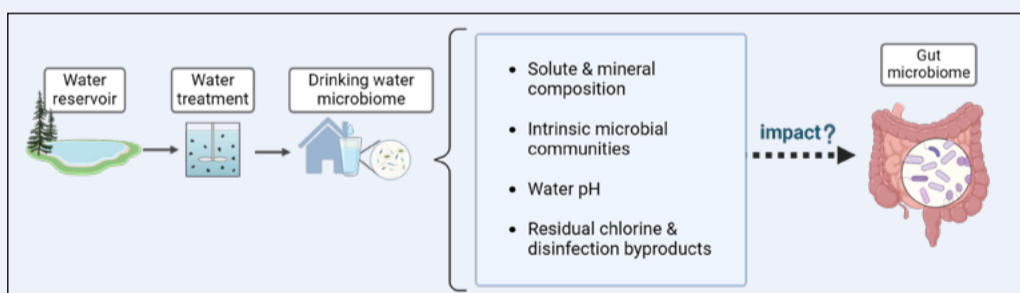 Water
reservoir
Water
treatment
Drinking water
microbiome
• Solute & mineral
composition
• Intrinsic microbial
communities
• Water pH
• Residual chlorine &
disinfection byproducts
impact?
Gut
microbiome